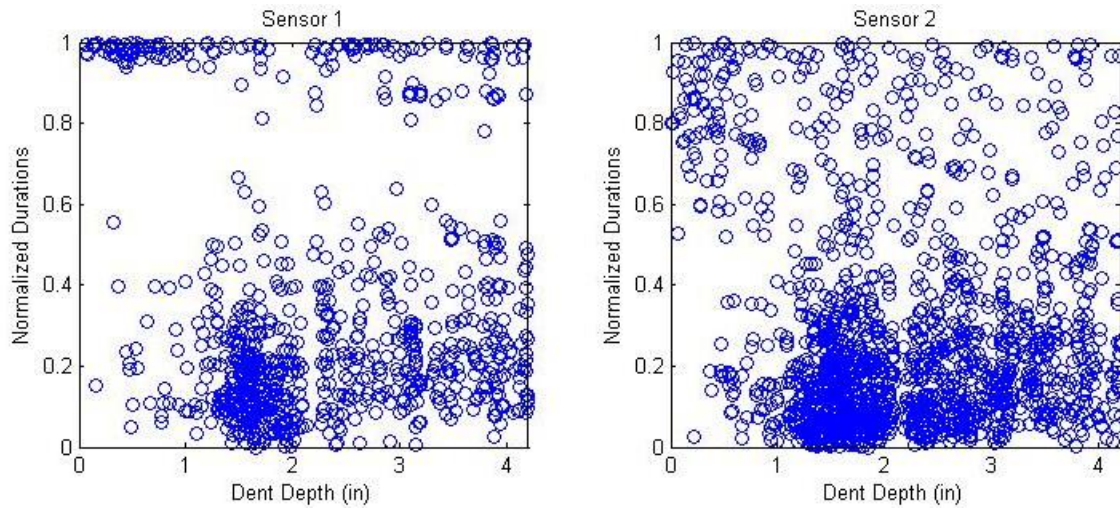 Sensor 1
1
0.8
0.6
0.4
0.2
0
Normalized Durations
0 1 2 3 4
Dent Depth (in)
Sensor 2
1
0.8
0.6
0.4
0.2
0
Normalized Durations
0 1 2 3 4
Dent Depth (in)